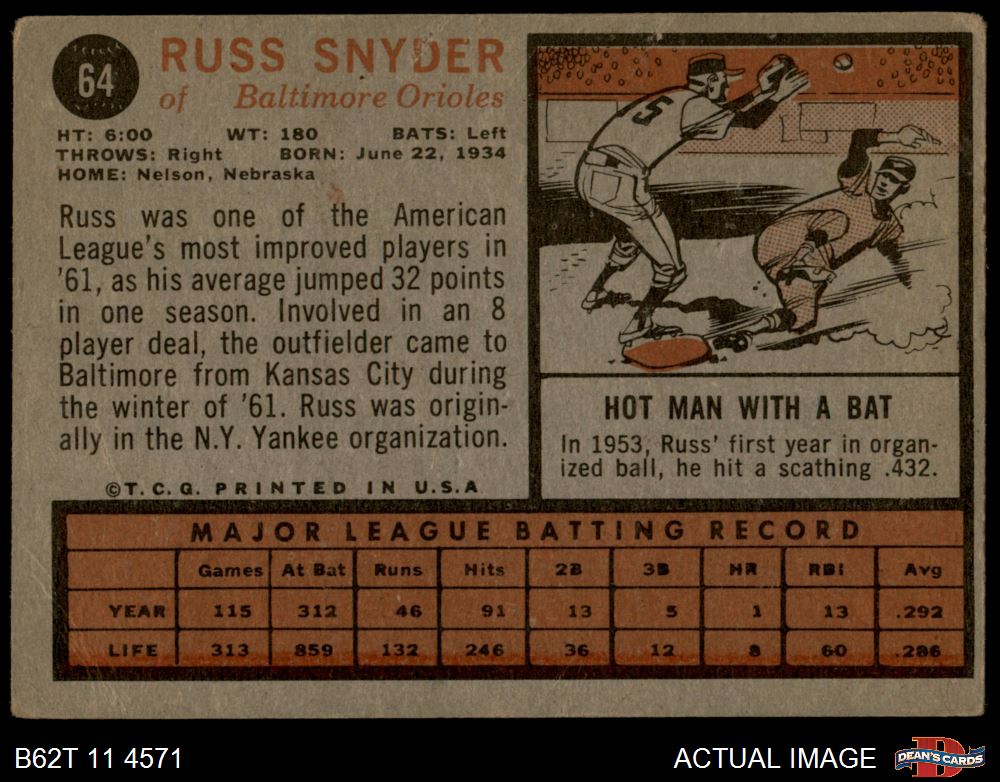 64
RUSS SNYDER
of Baltimore Orioles
HT: 6:00 WT: 180 BATS: Left
THROWS: Right BORN: June 22, 1934
HOME: Nelson, Nebraska
Russ was one of the American
League's most improved players in
'61, as his average jumped 32 points
in one season. Involved in an 8
player deal, the outfielder came to
Baltimore from Kansas City during
the winter of '61. Russ was origin-
ally in the N.Y. Yankee organization.
©T.C.G. PRINTED IN U.S.A
5
HOT MAN WITH A BAT
In 1953, Russ' first year in organ-
ized ball, he hit a scathing .432.
MAJOR LEAGUE BATTING RECORD
Games At Bat Runs Hits 2B 3B HR RBI Avg
YEAR 115 312 46 91 13 5 1 13 .292
LIFE 313 859 132 246 36 12 8 60 .286
B62T 11 4571
ACTUAL IMAGE
D
DEAN'S CARDS